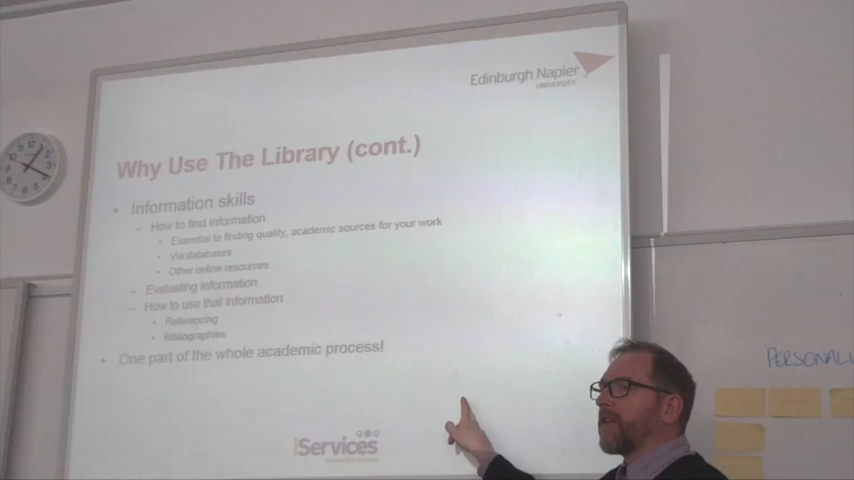 Edinburgh Napier
UNIVERSITY
Why Use The Library (cont.)
• Information skills
– How to find information
• Essential to finding quality, academic sources for your work
• Via databases
• Other online resources
– Evaluating information
– How to use that information
• Referencing
• Bibliographies
• One part of the whole academic process!
Services
PERSONALL